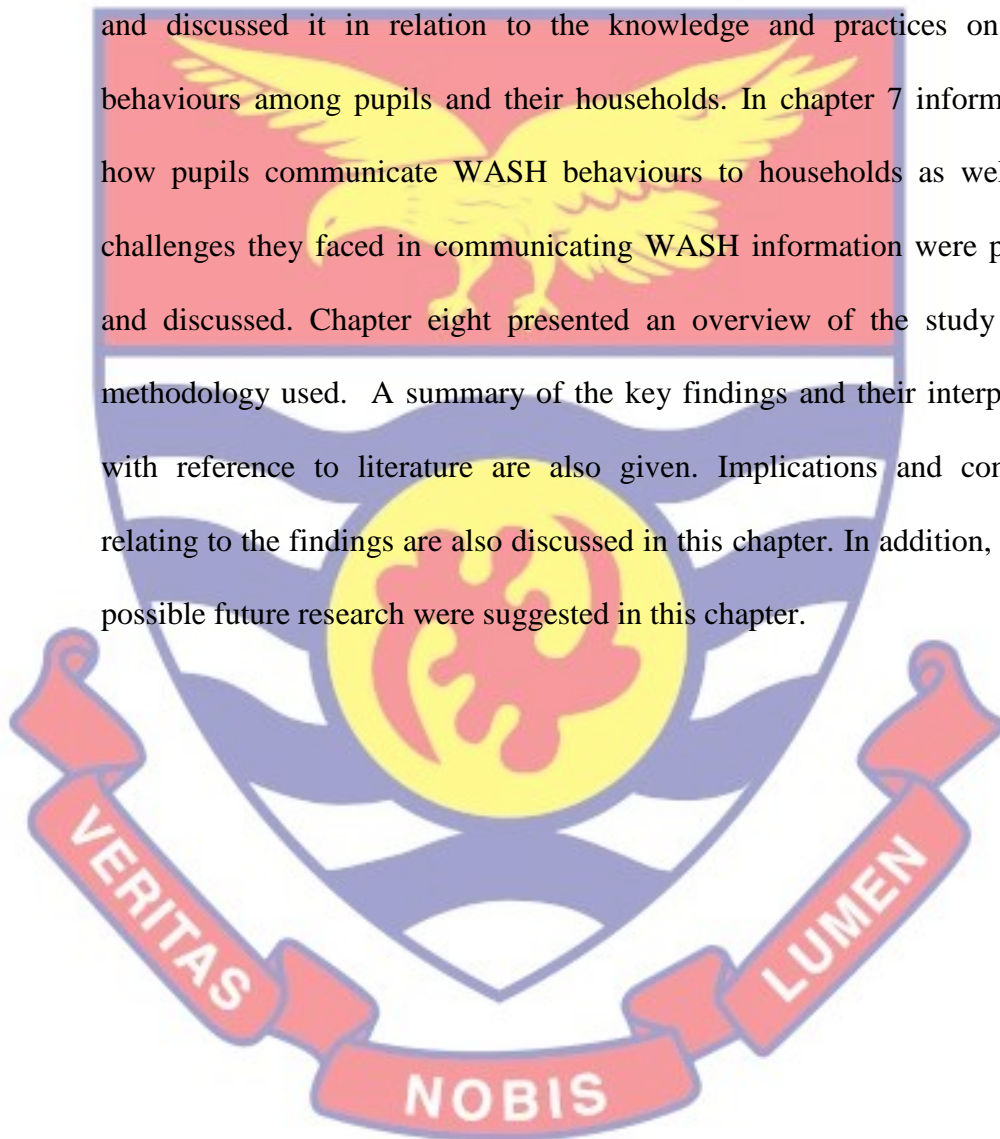 and discussed it in relation to the knowledge and practices on
behaviours among pupils and their households. In chapter 7 inform
how pupils communicate WASH behaviours to households as wel
challenges they faced in communicating WASH information were p
and discussed. Chapter eight presented an overview of the study
methodology used. A summary of the key findings and their interp
with reference to literature are also given. Implications and con
relating to the findings are also discussed in this chapter. In addition,
possible future research were suggested in this chapter.
VERITAS
NOBIS
LUMEN